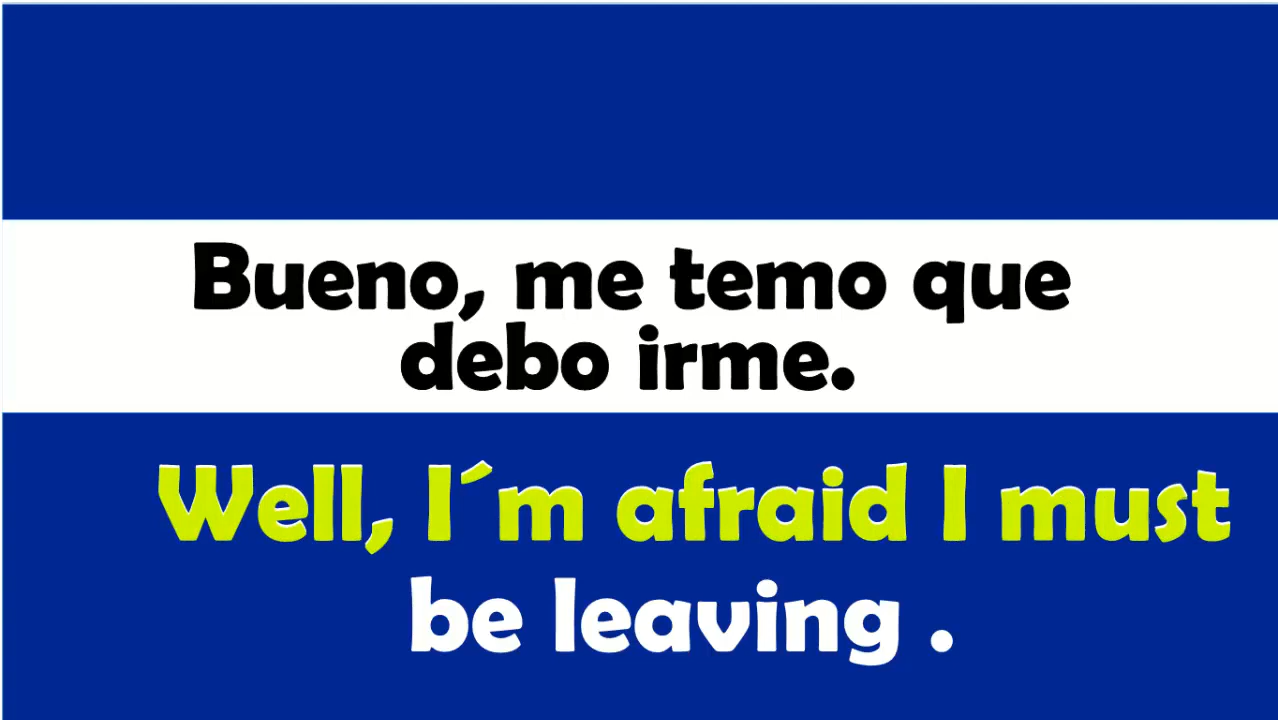 Bueno, me temo que
debo irme.
Well, I´m afraid I must
be leaving .